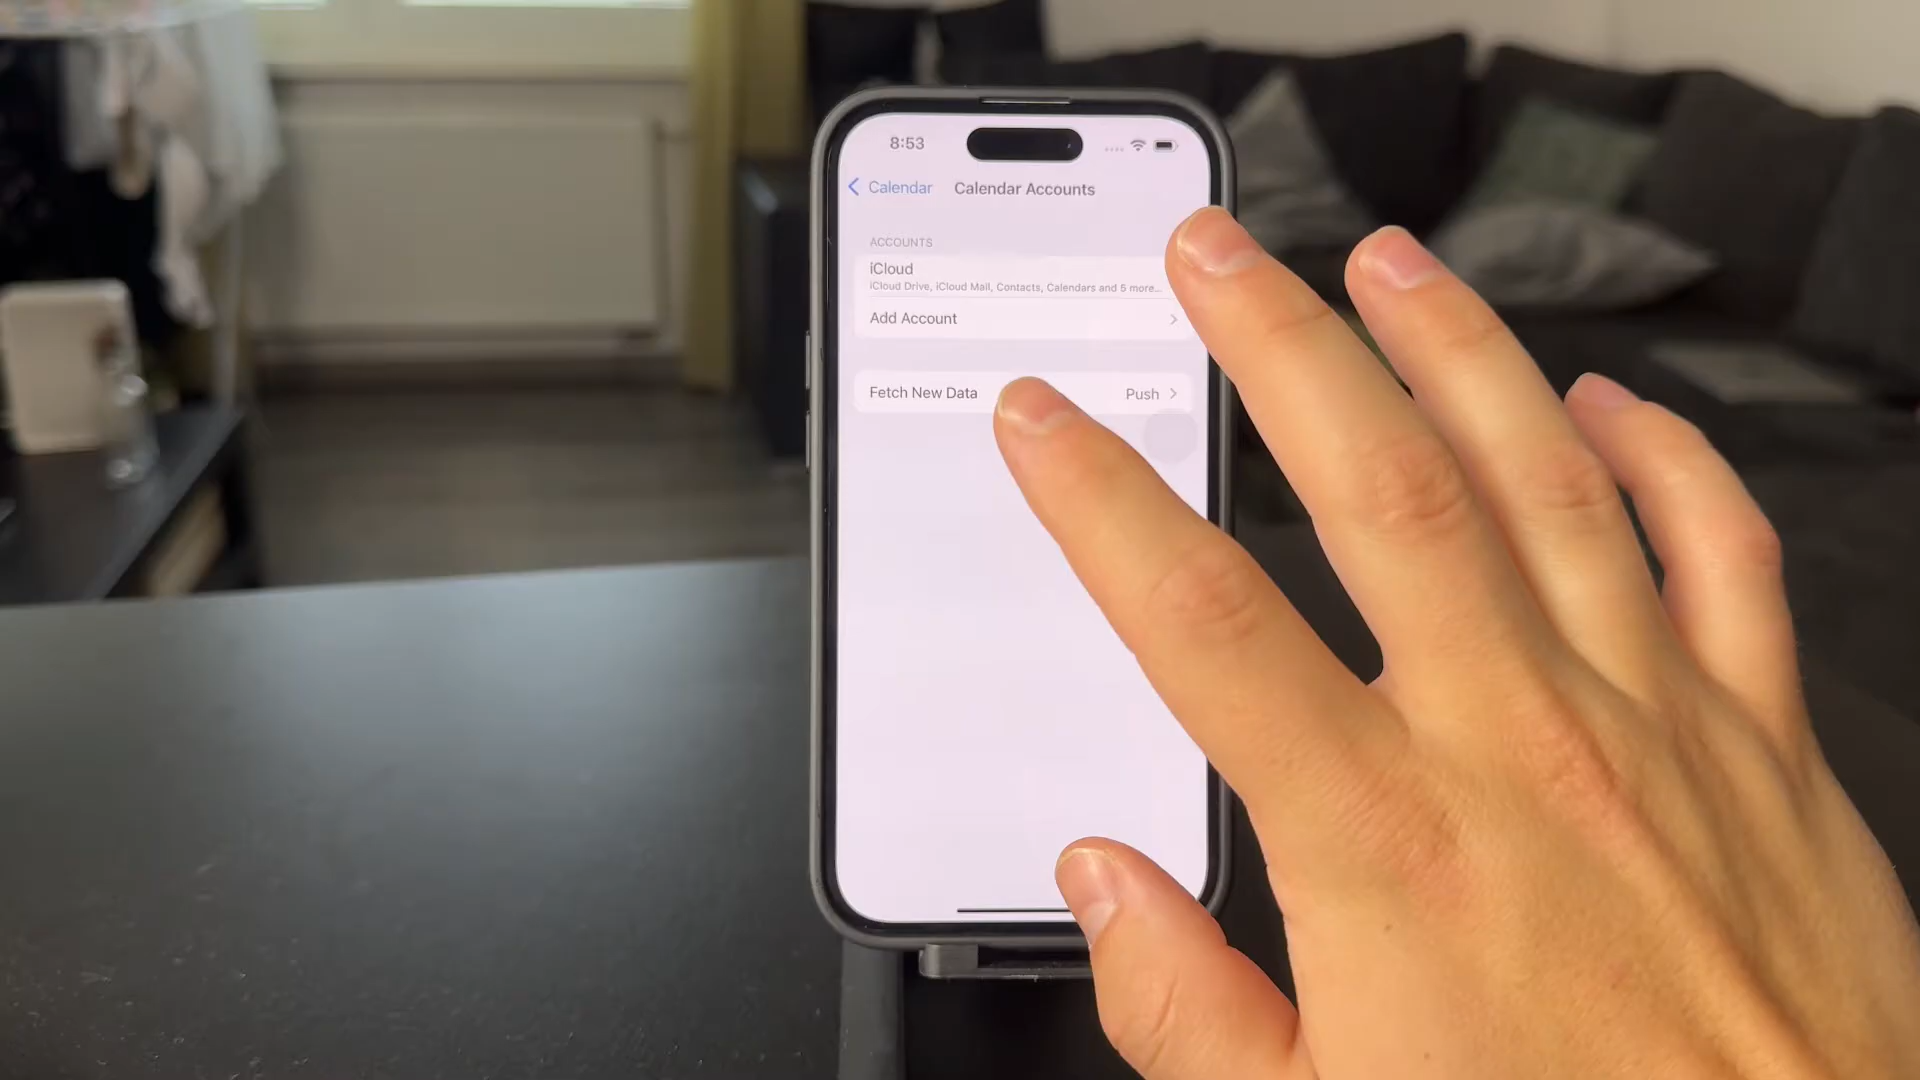 8:53
Calendar
Calendar Accounts
ACCOUNTS
iCloud
iCloud Drive, iCloud Mail, Contacts, Calendars and 5 more...
Add Account
Fetch New Data
Push